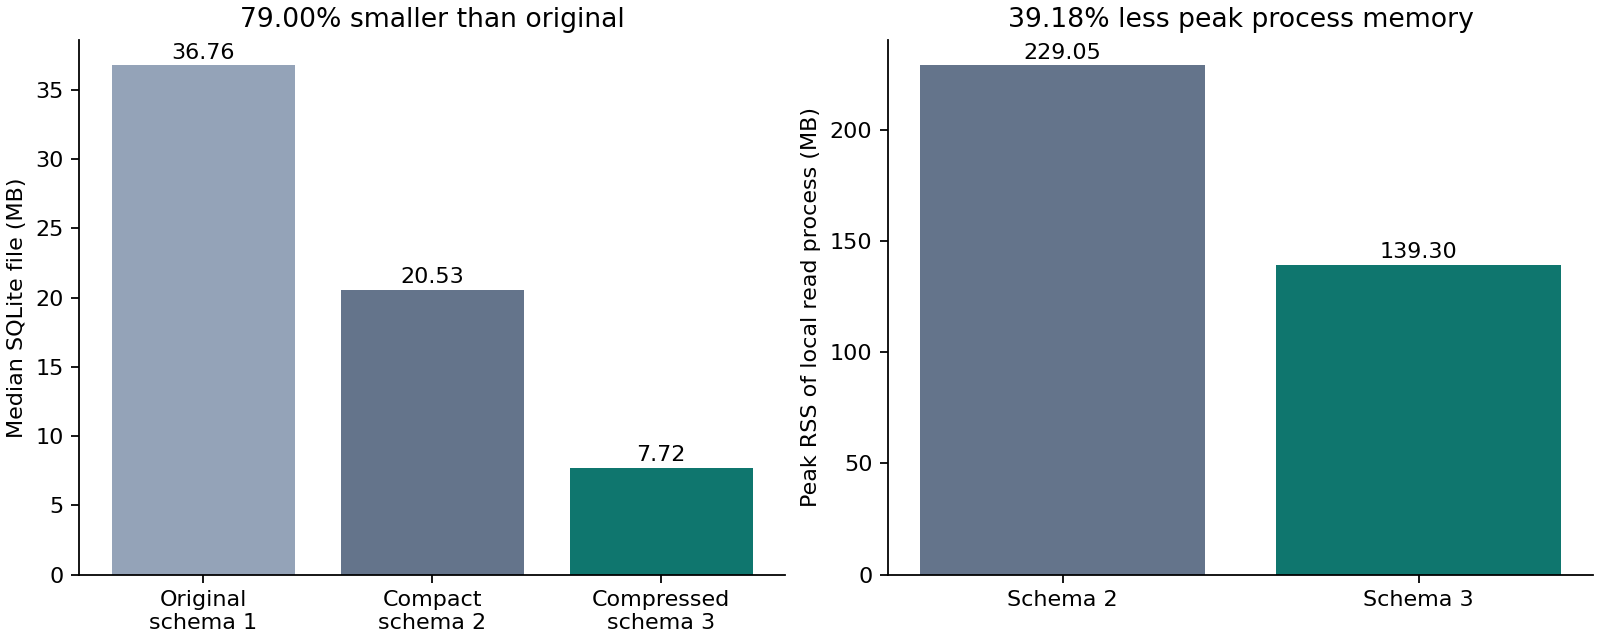 79.00% smaller than original
Median SQLite file (MB)
35
30
25
20
15
10
5
0
36.76
20.53
7.72
Original
schema 1
Compact
schema 2
Compressed
schema 3
39.18% less peak process memory
Peak RSS of local read process (MB)
200
150
100
50
0
229.05
139.30
Schema 2
Schema 3